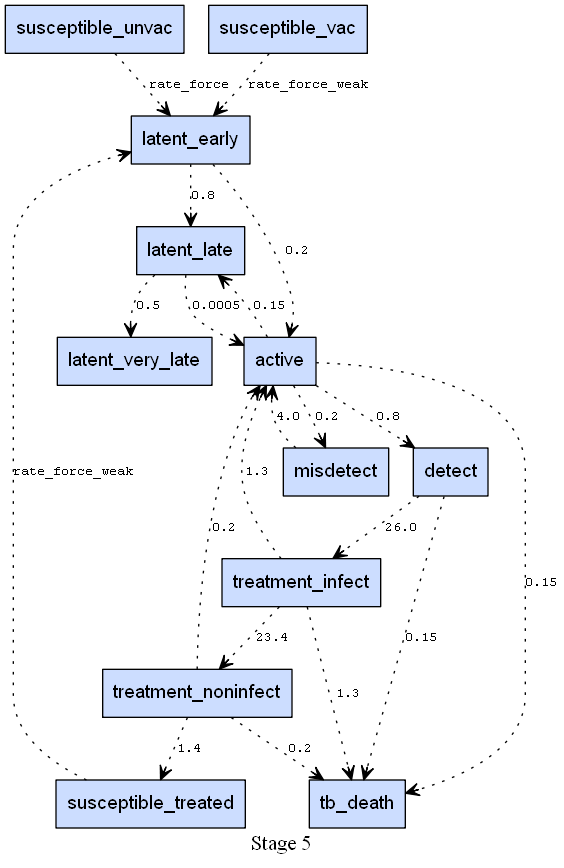 susceptible_unvac susceptible_vac
rate_force rate_force_weak
latent_early
0.8
0.2
latent_late
0.5 0.0005 0.15
latent_very_late active
4.0 0.2 0.8
rate_force_weak 1.3 misdetect detect
0.2 26.0
treatment_infect 0.15
23.4 0.15
treatment_noninfect 1.3
1.4 0.2
susceptible_treated tb_death
Stage 5